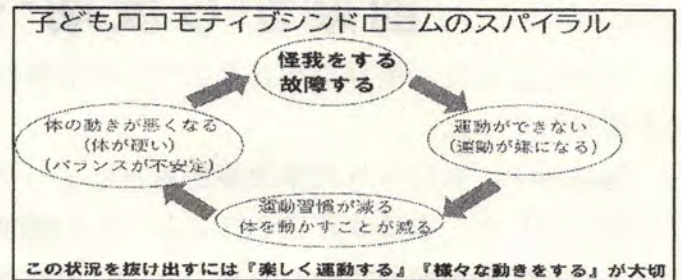 子どもロコモティブシンドロームのスパイラル
怪我をする
故障する
運動ができない
(運動が嫌になる)
運動習慣が減る
体を動かすことが減る
体の動きが悪くなる
(体が硬い)
(バランスが不安定)
この状況を抜け出すには『楽しく運動する』『様々な動きをする』が大切